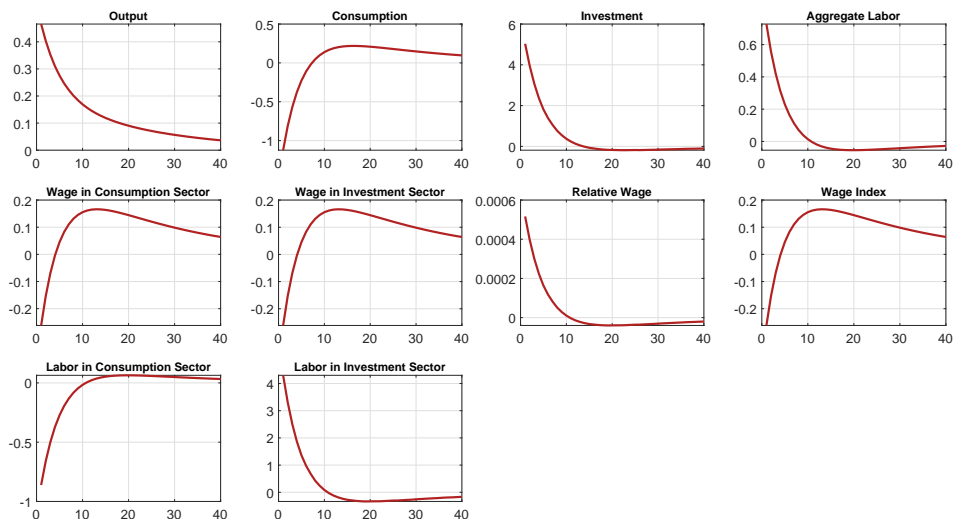 Output
0.4
0.3
0.2
0.1
0
0 10 20 30 40
Consumption
0.5
0
-0.5
-1
0 10 20 30 40
Investment
6
4
2
0
0 10 20 30 40
Aggregate Labor
0.6
0.4
0.2
0
0 10 20 30 40
Wage in Consumption Sector
0.2
0.1
0
-0.1
-0.2
0 10 20 30 40
Wage in Investment Sector
0.2
0.1
0
-0.1
-0.2
0 10 20 30 40
Relative Wage
0.0006
0.0004
0.0002
0
0 10 20 30 40
Wage Index
0.2
0.1
0
-0.1
-0.2
0 10 20 30 40
Labor in Consumption Sector
0
-0.5
-1
0 10 20 30 40
Labor in Investment Sector
4
3
2
1
0
0 10 20 30 40